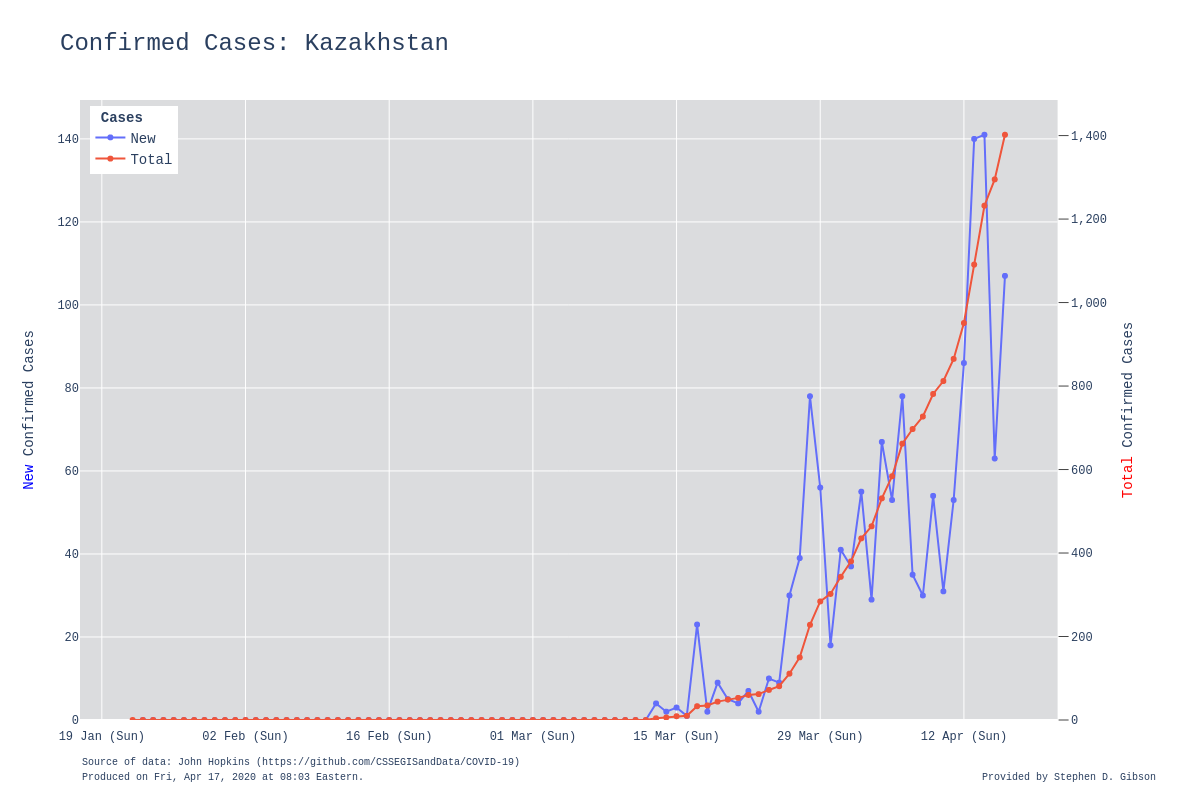 Confirmed Cases: Kazakhstan
Cases
New
Total
140
120
100
80
60
40
20
0
New Confirmed Cases
1,400
1,200
1,000
800
600
400
200
0
Total Confirmed Cases
19 Jan (Sun) 02 Feb (Sun) 16 Feb (Sun) 01 Mar (Sun) 15 Mar (Sun) 29 Mar (Sun) 12 Apr (Sun)
Source of data: John Hopkins (https://github.com/CSSEGISandData/COVID-19)
Produced on Fri, Apr 17, 2020 at 08:03 Eastern.
Provided by Stephen D. Gibson